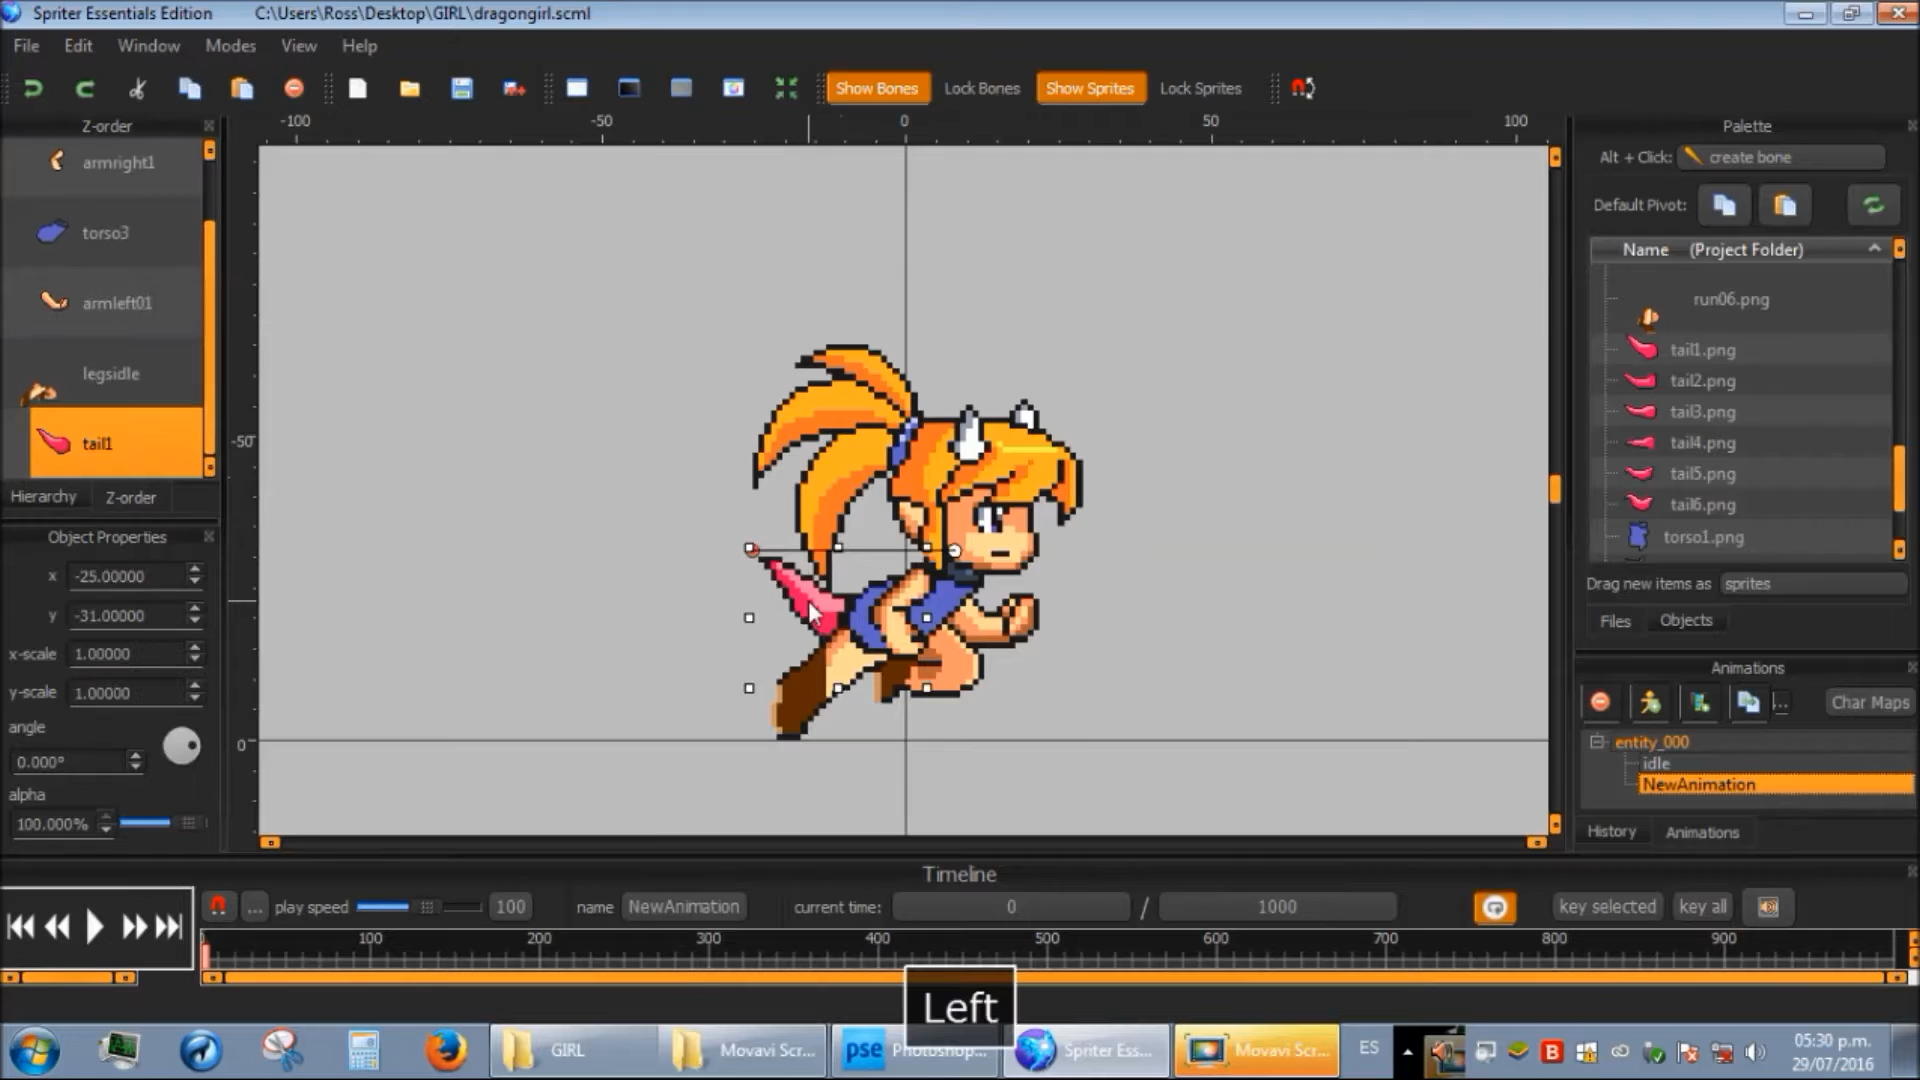 Spriter Essentials Edition C:\Users\Ross\Desktop\GIRL\dragongirl.scml
File Edit Window Modes View Help
Show Bones Lock Bones Show Sprites Lock Sprites
Z-order
armright1
torso3
armleft01
legsidle
tail1
Hierarchy Z-order
Object Properties
x -25.00000
y -31.00000
x-scale 1.00000
y-scale 1.00000
angle
0.000°
alpha
100.000%
-100 -50 0 50 100
-50
0
Palette
Alt + Click: create bone
Default Pivot:
Name (Project Folder)
run06.png
tail1.png
tail2.png
tail3.png
tail4.png
tail5.png
tail6.png
torso1.png
Drag new items as sprites
Files Objects
Animations
... Char Maps
entity_000
idle
NewAnimation
History Animations
Timeline
... play speed 100 name NewAnimation current time: 0 / 1000 key selected key all
100 200 300 400 500 600 700 800 900
Left
GIRL Movavi Scr... pse Photoshop... Spriter Ess... Movavi Scr... ES B 05:30 p.m.
29/07/2016